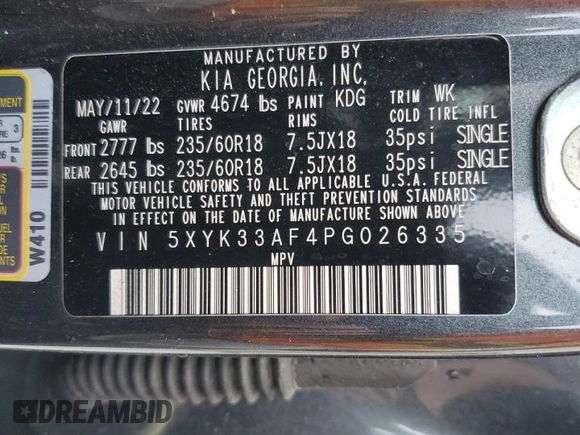 MANUFACTURED BY
KIA GEORGIA, INC.
MAY/11/22 GVWR 4674 lbs PAINT KDG TRIM WK
GAWR TIRES RIMS COLD TIRE INFL
FRONT 2777 lbs 235/60R18 7.5JX18 35psi SINGLE
REAR 2645 lbs 235/60R18 7.5JX18 35psi SINGLE
THIS VEHICLE CONFORMS TO ALL APPLICABLE U.S.A. FEDERAL
MOTOR VEHICLE SAFETY, AND THEFT PREVENTION STANDARDS
IN EFFECT ON THE DATE OF MANUFACTURE SHOWN ABOVE.
VIN 5XYK33AF4PG026335
MPV
W410
3
DREAMBID